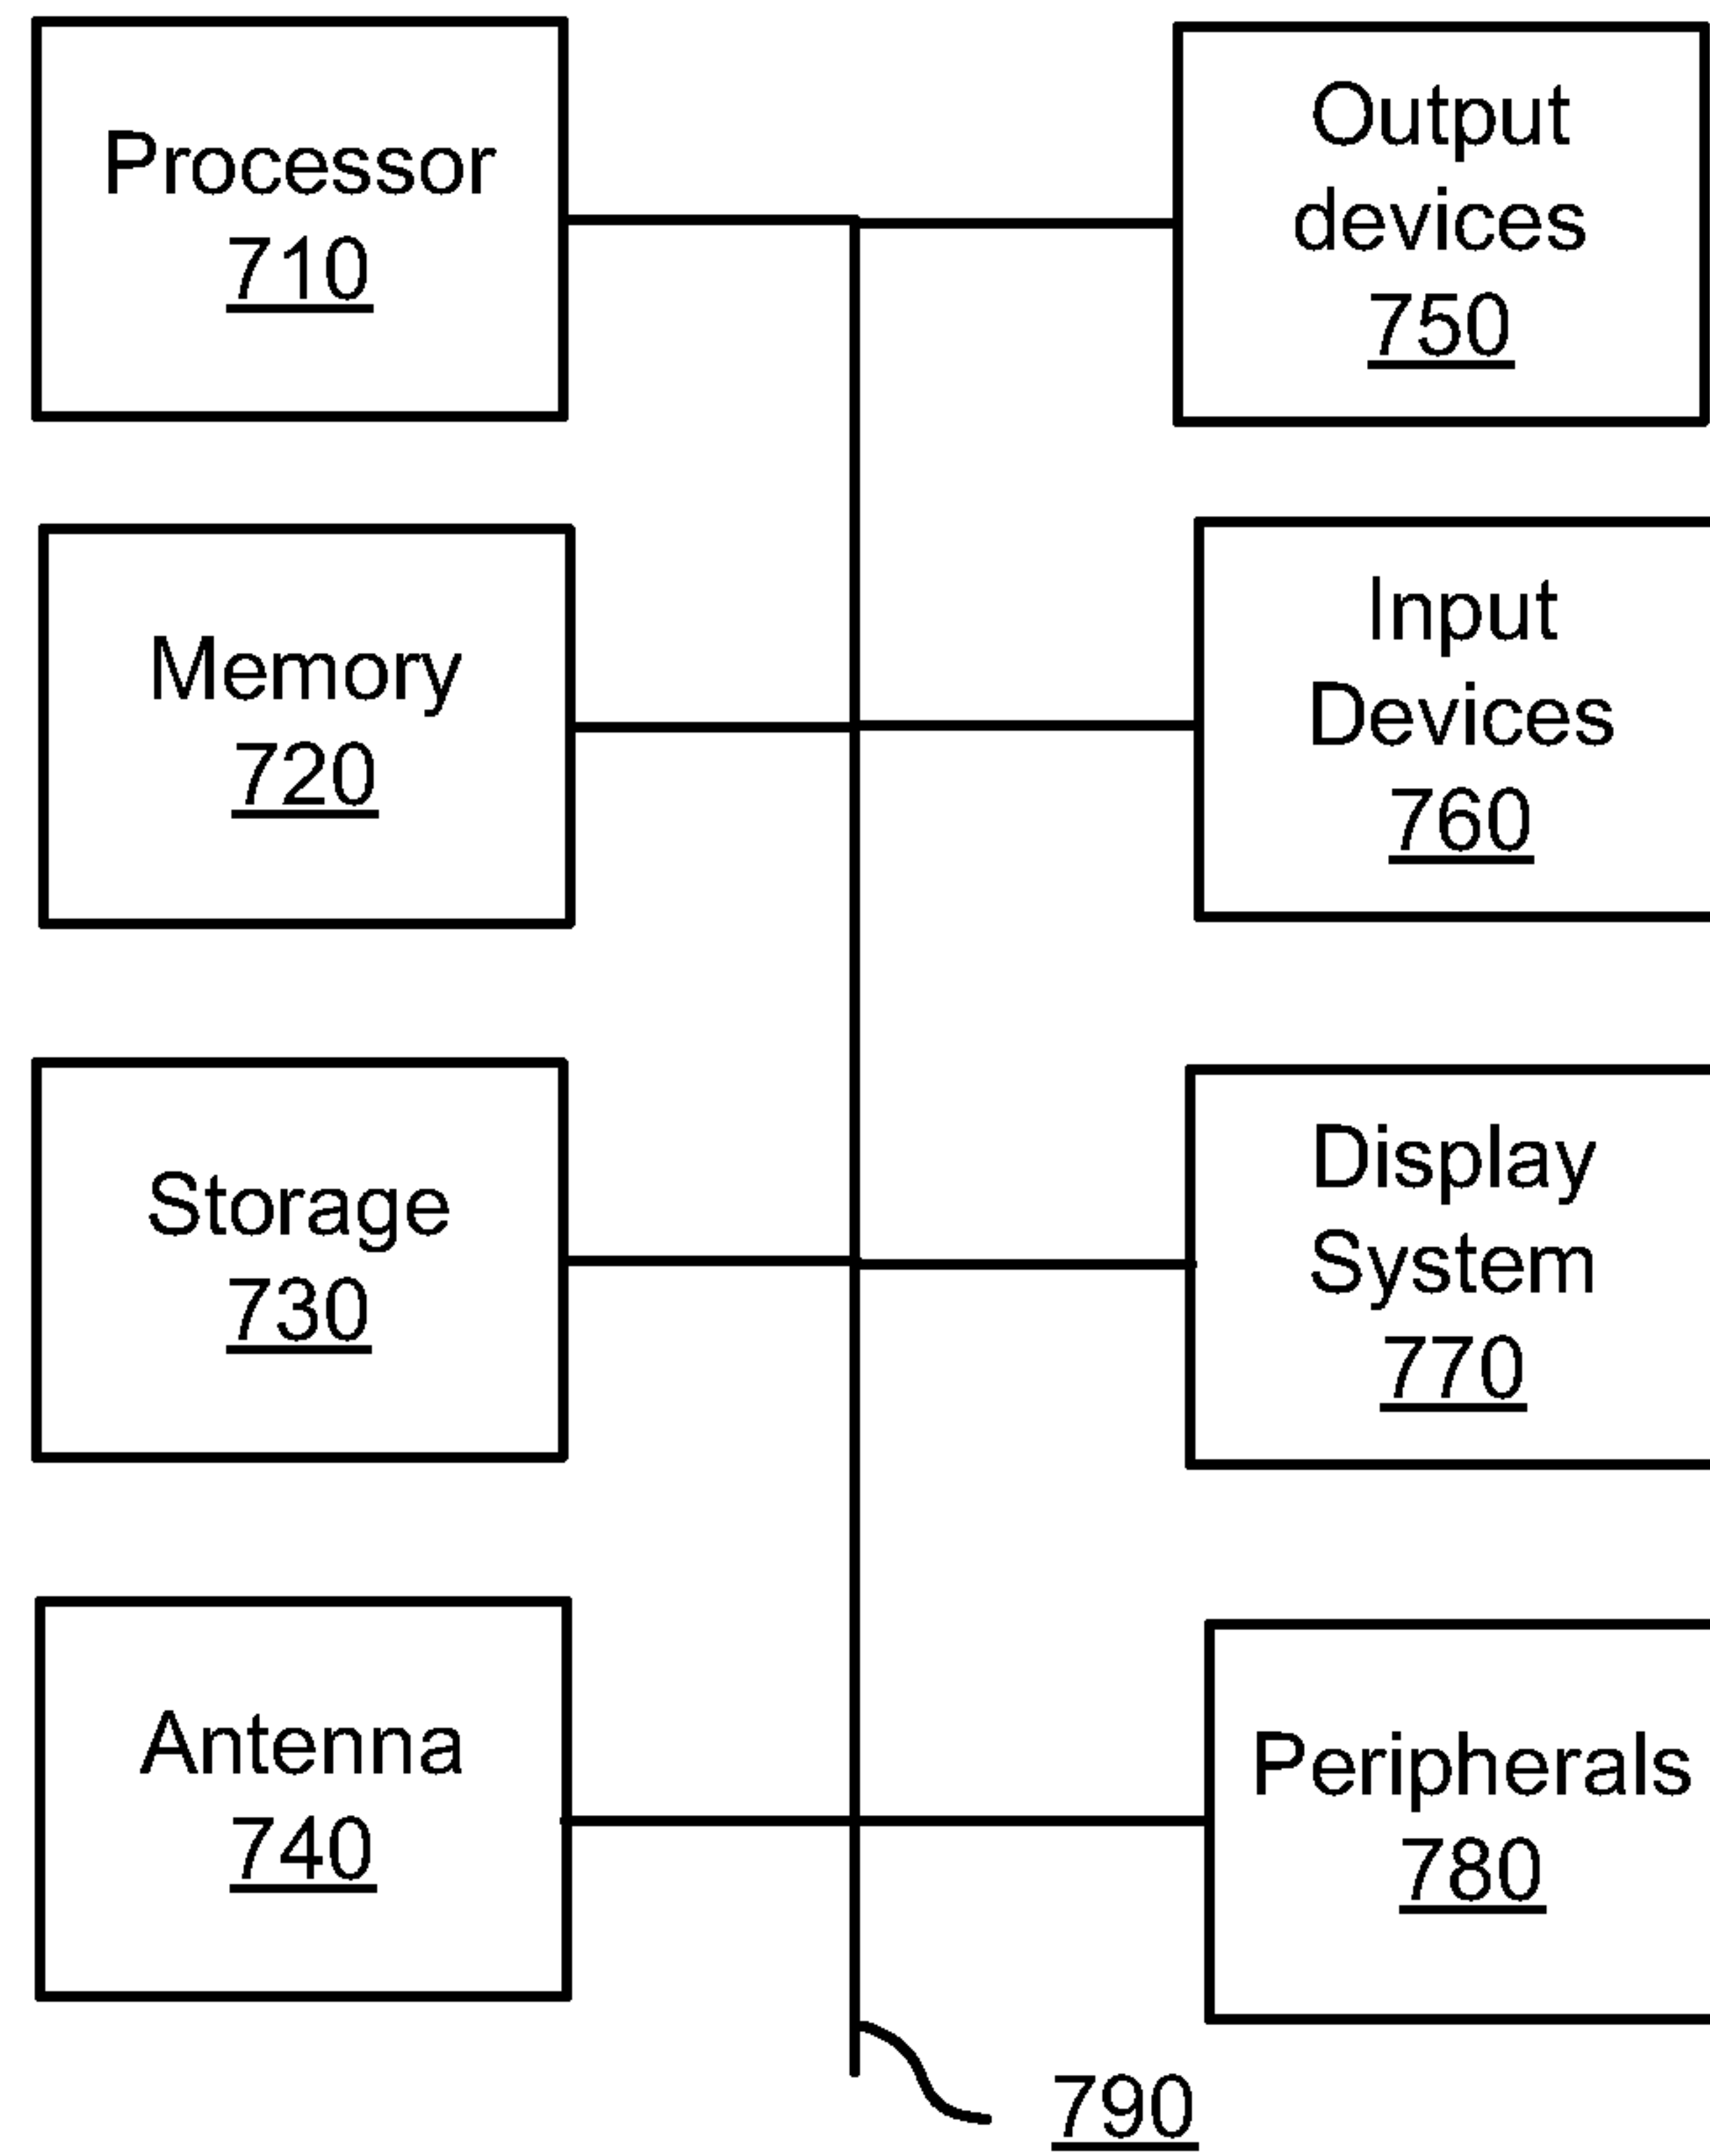 Processor
710
Output
devices
750
Memory
720
Input
Devices
760
Storage
730
Display
System
770
Antenna
740
Peripherals
780
790